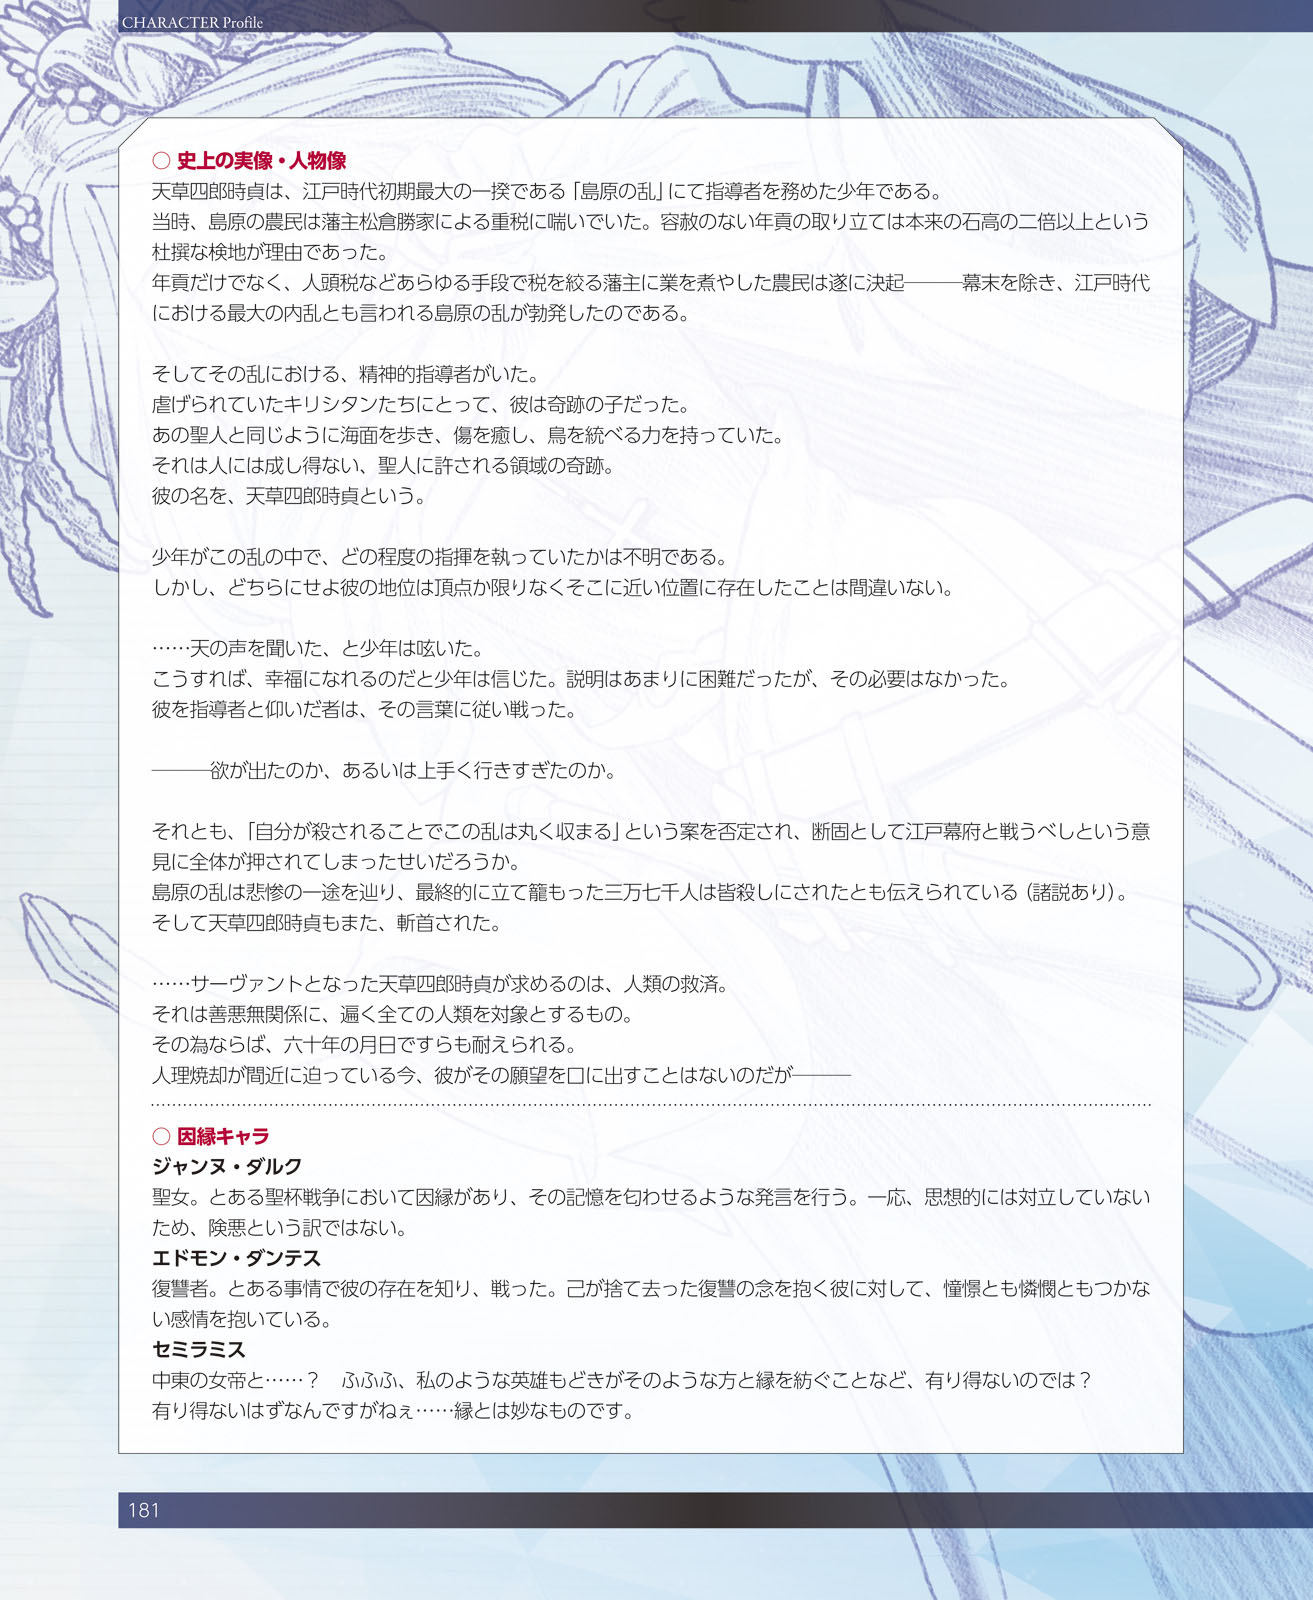 CHARACTER Profile
○ 史上の実像・人物像
天草四郎時貞は、江戸時代初期最大の一揆である「島原の乱」にて指導者を務めた少年である。
当時、島原の農民は藩主松倉勝家による重税に喘いでいた。容赦のない年貢の取り立ては本来の石高の二倍以上という
杜撰な検地が理由であった。
年貢だけでなく、人頭税などあらゆる手段で税を絞る藩主に業を煮やした農民は遂に決起―――幕末を除き、江戸時代
における最大の内乱とも言われる島原の乱が勃発したのである。
そしてその乱における、精神的指導者がいた。
虐げられていたキリシタンたちにとって、彼は奇跡の子だった。
あの聖人と同じように海面を歩き、傷を癒し、鳥を統べる力を持っていた。
それは人には成し得ない、聖人に許される領域の奇跡。
彼の名を、天草四郎時貞という。
少年がこの乱の中で、どの程度の指揮を執っていたかは不明である。
しかし、どちらにせよ彼の地位は頂点か限りなくそこに近い位置に存在したことは間違いない。
……天の声を聞いた、と少年は呟いた。
こうすれば、幸福になれるのだと少年は信じた。説明はあまりに困難だったが、その必要はなかった。
彼を指導者と仰いだ者は、その言葉に従い戦った。
―――欲が出たのか、あるいは上手く行きすぎたのか。
それとも、「自分が殺されることでこの乱は丸く収まる」という案を否定され、断固として江戸幕府と戦うべしという意
見に全体が押されてしまったせいだろうか。
島原の乱は悲惨の一途を辿り、最終的に立て籠もった三万七千人は皆殺しにされたとも伝えられている（諸説あり）。
そして天草四郎時貞もまた、斬首された。
……サーヴァントとなった天草四郎時貞が求めるのは、人類の救済。
それは善悪無関係に、遍く全ての人類を対象とするもの。
その為ならば、六十年の月日ですらも耐えられる。
人理焼却が間近に迫っている今、彼がその願望を口に出すことはないのだが―――
○ 因縁キャラ
ジャンヌ・ダルク
聖女。とある聖杯戦争において因縁があり、その記憶を匂わせるような発言を行う。一応、思想的には対立していない
ため、険悪という訳ではない。
エドモン・ダンテス
復讐者。とある事情で彼の存在を知り、戦った。己が捨て去った復讐の念を抱く彼に対して、憧憬とも憐憫ともつかな
い感情を抱いている。
セミラミス
中東の女帝と……？　ふふふ、私のような英雄もどきがそのような方と縁を紡ぐことなど、有り得ないのでは？
有り得ないはずなんですがねぇ……縁とは妙なものです。
181